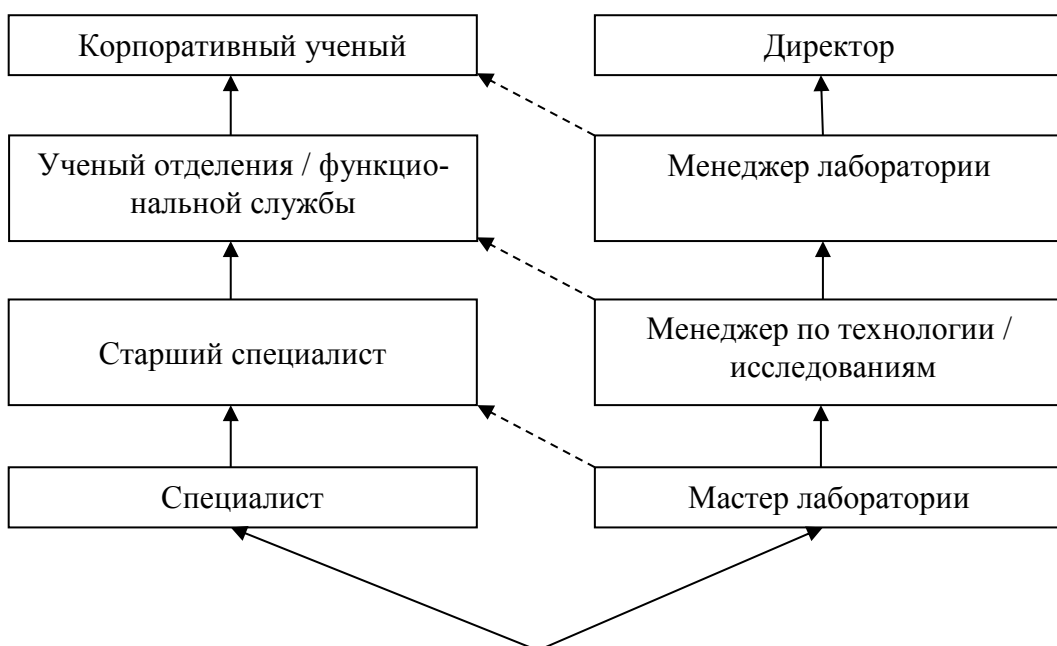 Корпоративный ученый
Директор
Ученый отделения / функцио-
нальной службы
Менеджер лаборатории
Старший специалист
Менеджер по технологии /
исследованиям
Специалист
Мастер лаборатории